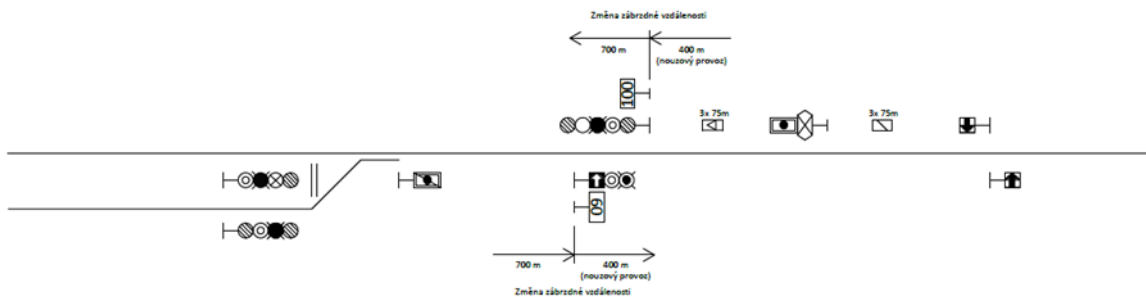 Změna zábrzdné vzdálenosti
700 m
400 m
(nouzový provoz)
100
3x 75m
3x 75m
60
700 m
400 m
(nouzový provoz)
Změna zábrzdné vzdáleností